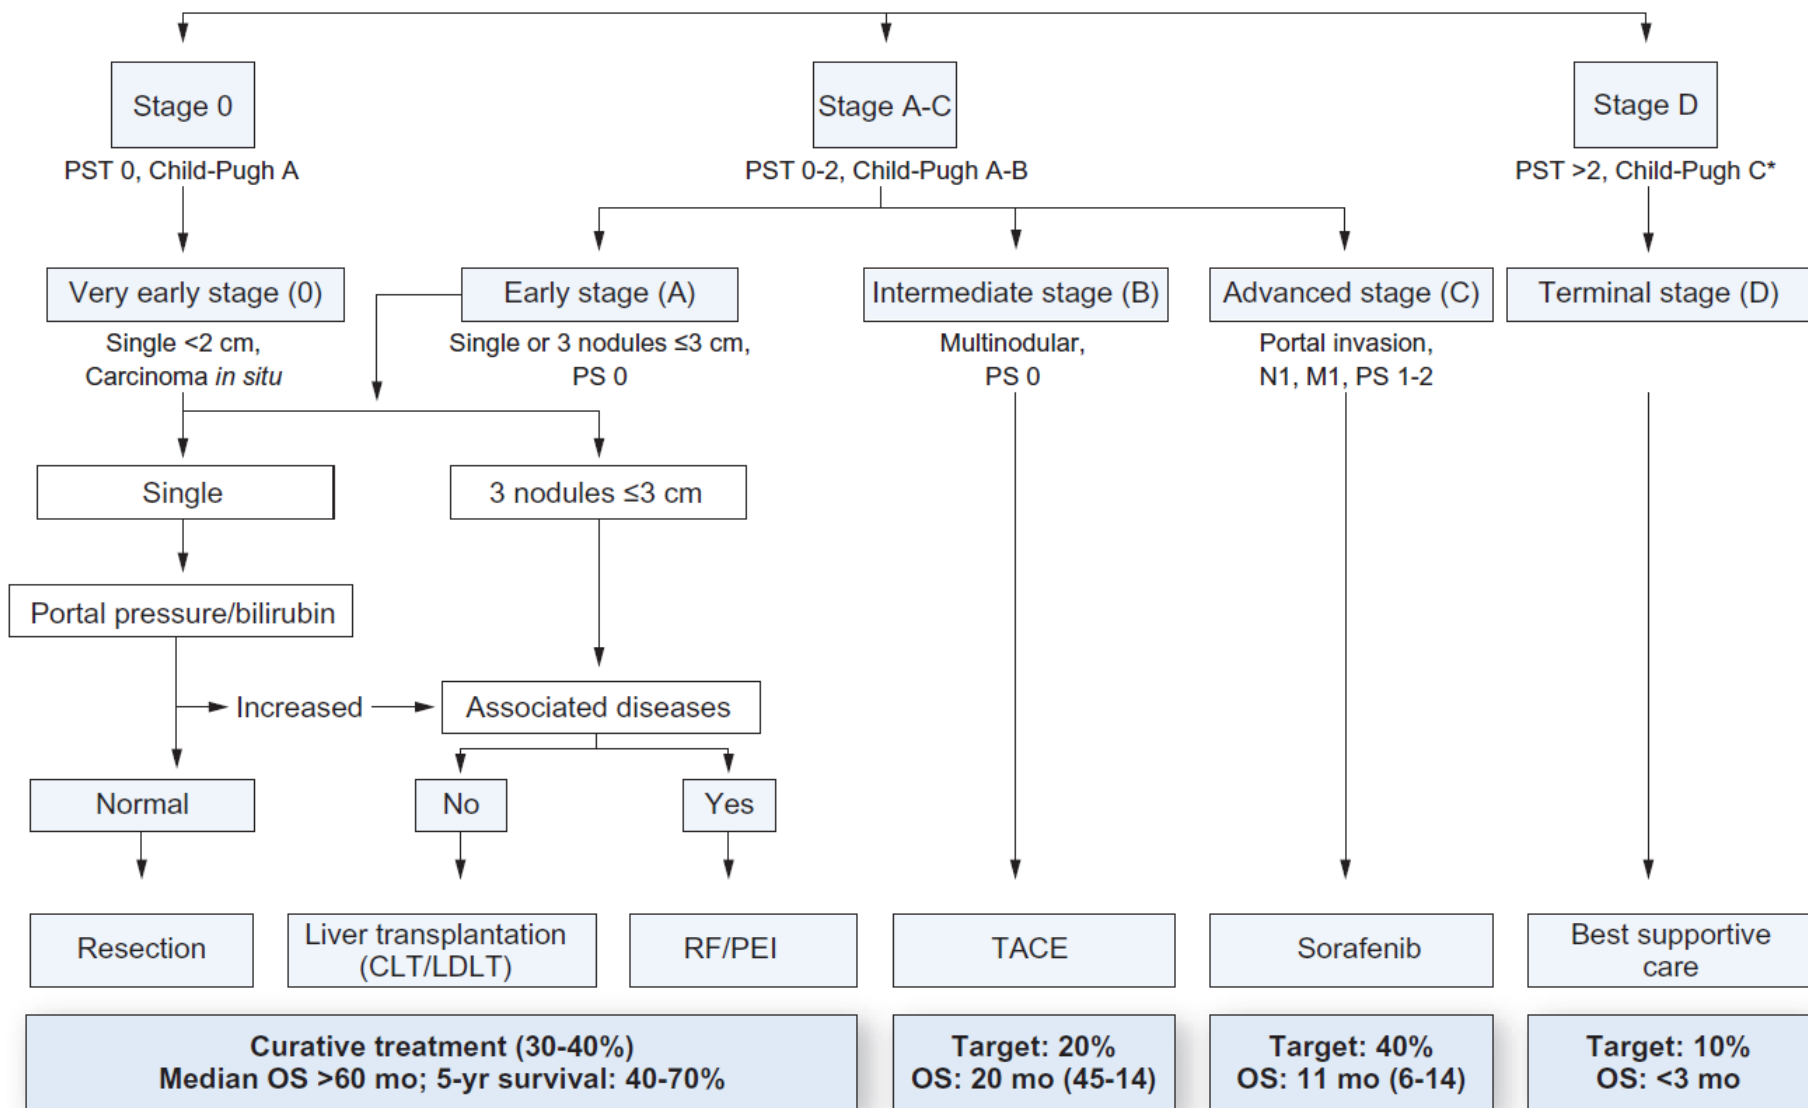 Stage 0
Stage A-C
Stage D
PST 0, Child-Pugh A
PST 0-2, Child-Pugh A-B
PST >2, Child-Pugh C*
Very early stage (0)
Early stage (A)
Intermediate stage (B)
Advanced stage (C)
Terminal stage (D)
Single <2 cm,
Carcinoma in situ
Single or 3 nodules ≤3 cm,
PS 0
Multinodular,
PS 0
Portal invasion,
N1, M1, PS 1-2
Single
3 nodules ≤3 cm
Portal pressure/bilirubin
Increased
Associated diseases
Normal
No
Yes
Resection
Liver transplantation
(CLT/LDLT)
RF/PEI
TACE
Sorafenib
Best supportive
care
Curative treatment (30-40%)
Median OS >60 mo; 5-yr survival: 40-70%
Target: 20%
OS: 20 mo (45-14)
Target: 40%
OS: 11 mo (6-14)
Target: 10%
OS: <3 mo